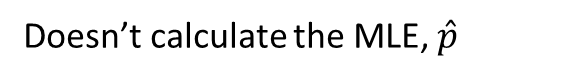 Doesn’t calculate the MLE, p̂